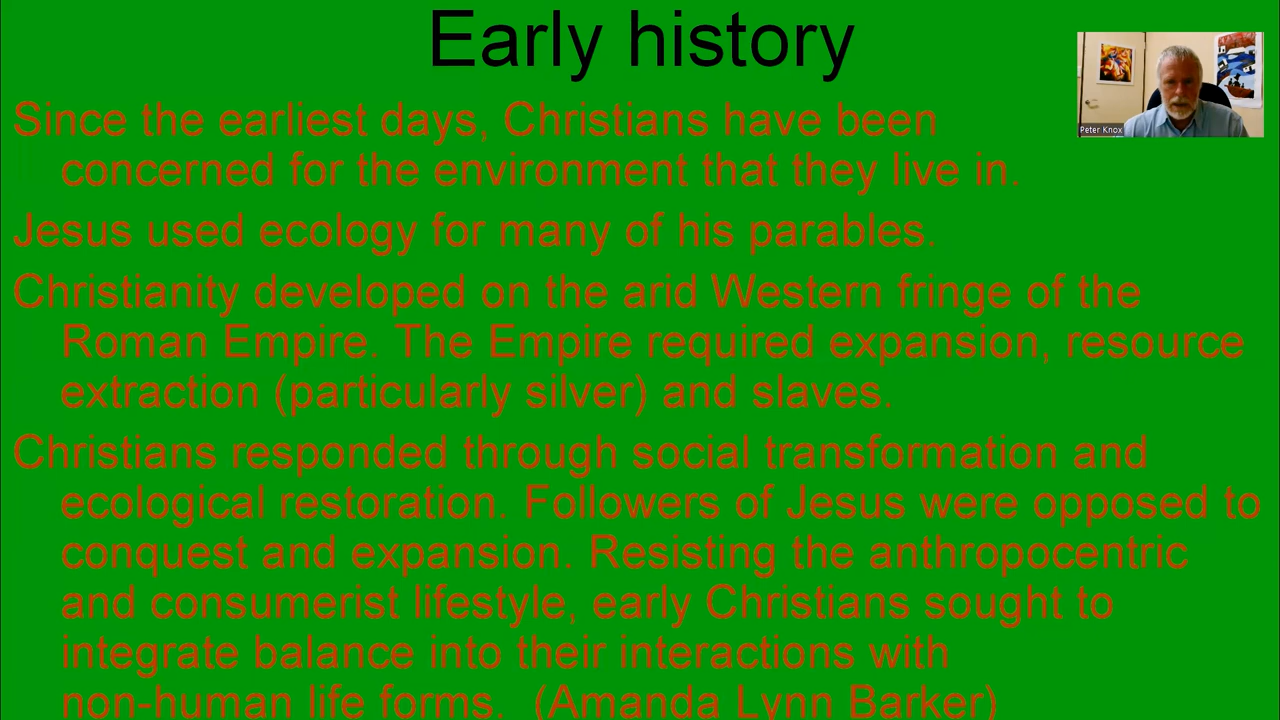 Early history
Peter Knox
Since the earliest days, Christians have been
concerned for the environment that they live in.
Jesus used ecology for many of his parables.
Christianity developed on the arid Western fringe of the
Roman Empire. The Empire required expansion, resource
extraction (particularly silver) and slaves.
Christians responded through social transformation and
ecological restoration. Followers of Jesus were opposed to
conquest and expansion. Resisting the anthropocentric
and consumerist lifestyle, early Christians sought to
integrate balance into their interactions with
non-human life forms. (Amanda Lynn Barker)